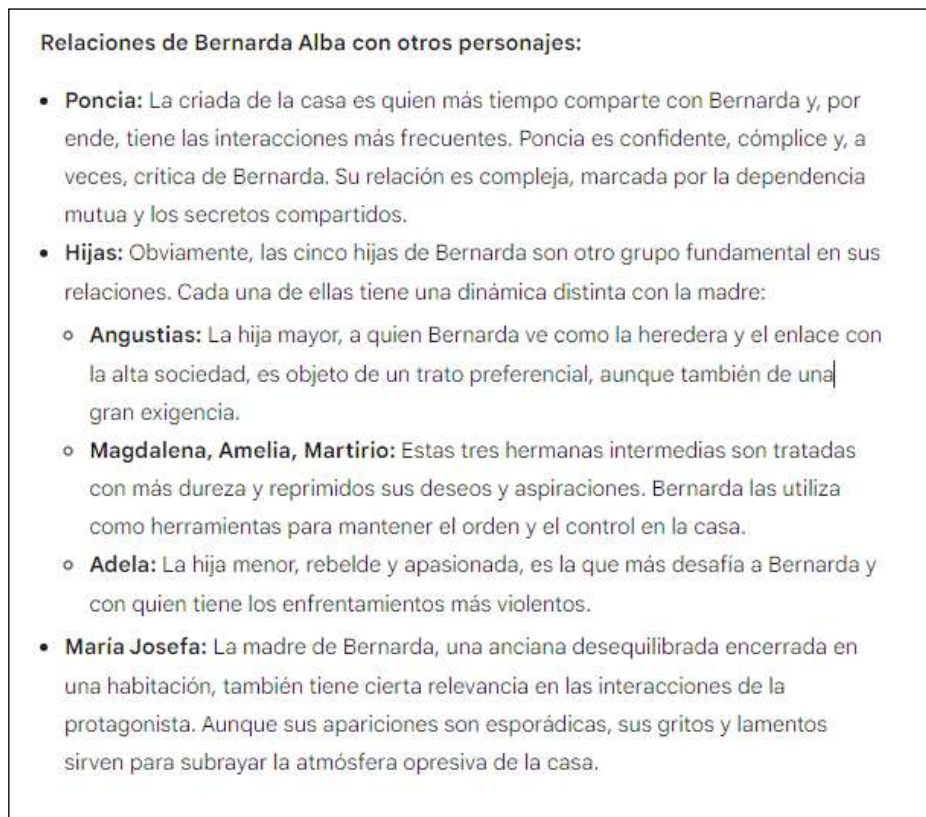 Relaciones de Bernarda Alba con otros personajes:
• Poncia: La criada de la casa es quien más tiempo comparte con Bernarda y, por
ende, tiene las interacciones más frecuentes. Poncia es confidente, cómplice y, a
veces, crítica de Bernarda. Su relación es compleja, marcada por la dependencia
mutua y los secretos compartidos.
• Hijas: Obviamente, las cinco hijas de Bernarda son otro grupo fundamental en sus
relaciones. Cada una de ellas tiene una dinámica distinta con la madre:
◦ Angustias: La hija mayor, a quien Bernarda ve como la heredera y el enlace con
la alta sociedad, es objeto de un trato preferencial, aunque también de una
gran exigencia.
◦ Magdalena, Amelia, Martirio: Estas tres hermanas intermedias son tratadas
con más dureza y reprimidos sus deseos y aspiraciones. Bernarda las utiliza
como herramientas para mantener el orden y el control en la casa.
◦ Adela: La hija menor, rebelde y apasionada, es la que más desafía a Bernarda y
con quien tiene los enfrentamientos más violentos.
• María Josefa: La madre de Bernarda, una anciana desequilibrada encerrada en
una habitación, también tiene cierta relevancia en las interacciones de la
protagonista. Aunque sus apariciones son esporádicas, sus gritos y lamentos
sirven para subrayar la atmósfera opresiva de la casa.